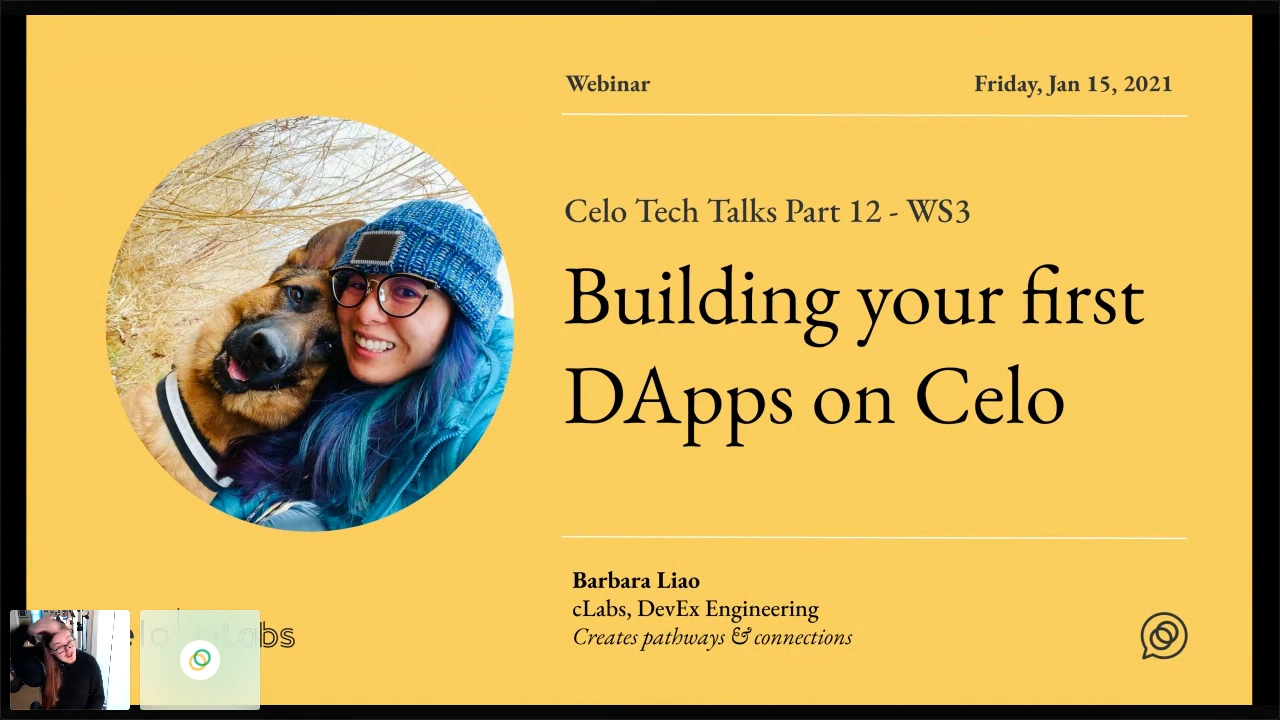 Webinar
Friday, Jan 15, 2021
Celo Tech Talks Part 12 - WS3
Building your first
DApps on Celo
Barbara Liao
cLabs, DevEx Engineering
Creates pathways & connections